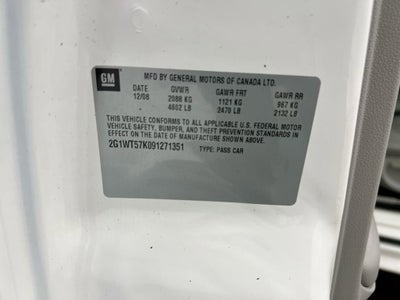 GM
MFD BY GENERAL MOTORS OF CANADA LTD.
DATE GVWR GAWR FRT GAWR RR
12/08 2088 KG 1121 KG 967 KG
4602 LB 2470 LB 2132 LB
THIS VEHICLE CONFORMS TO ALL APPLICABLE U.S. FEDERAL MOTOR
VEHICLE SAFETY, BUMPER, AND THEFT PREVENTION STANDARDS IN
EFFECT ON THE DATE OF MANUFACTURE SHOWN ABOVE.
2G1WT57K091271351 TYPE: PASS CAR